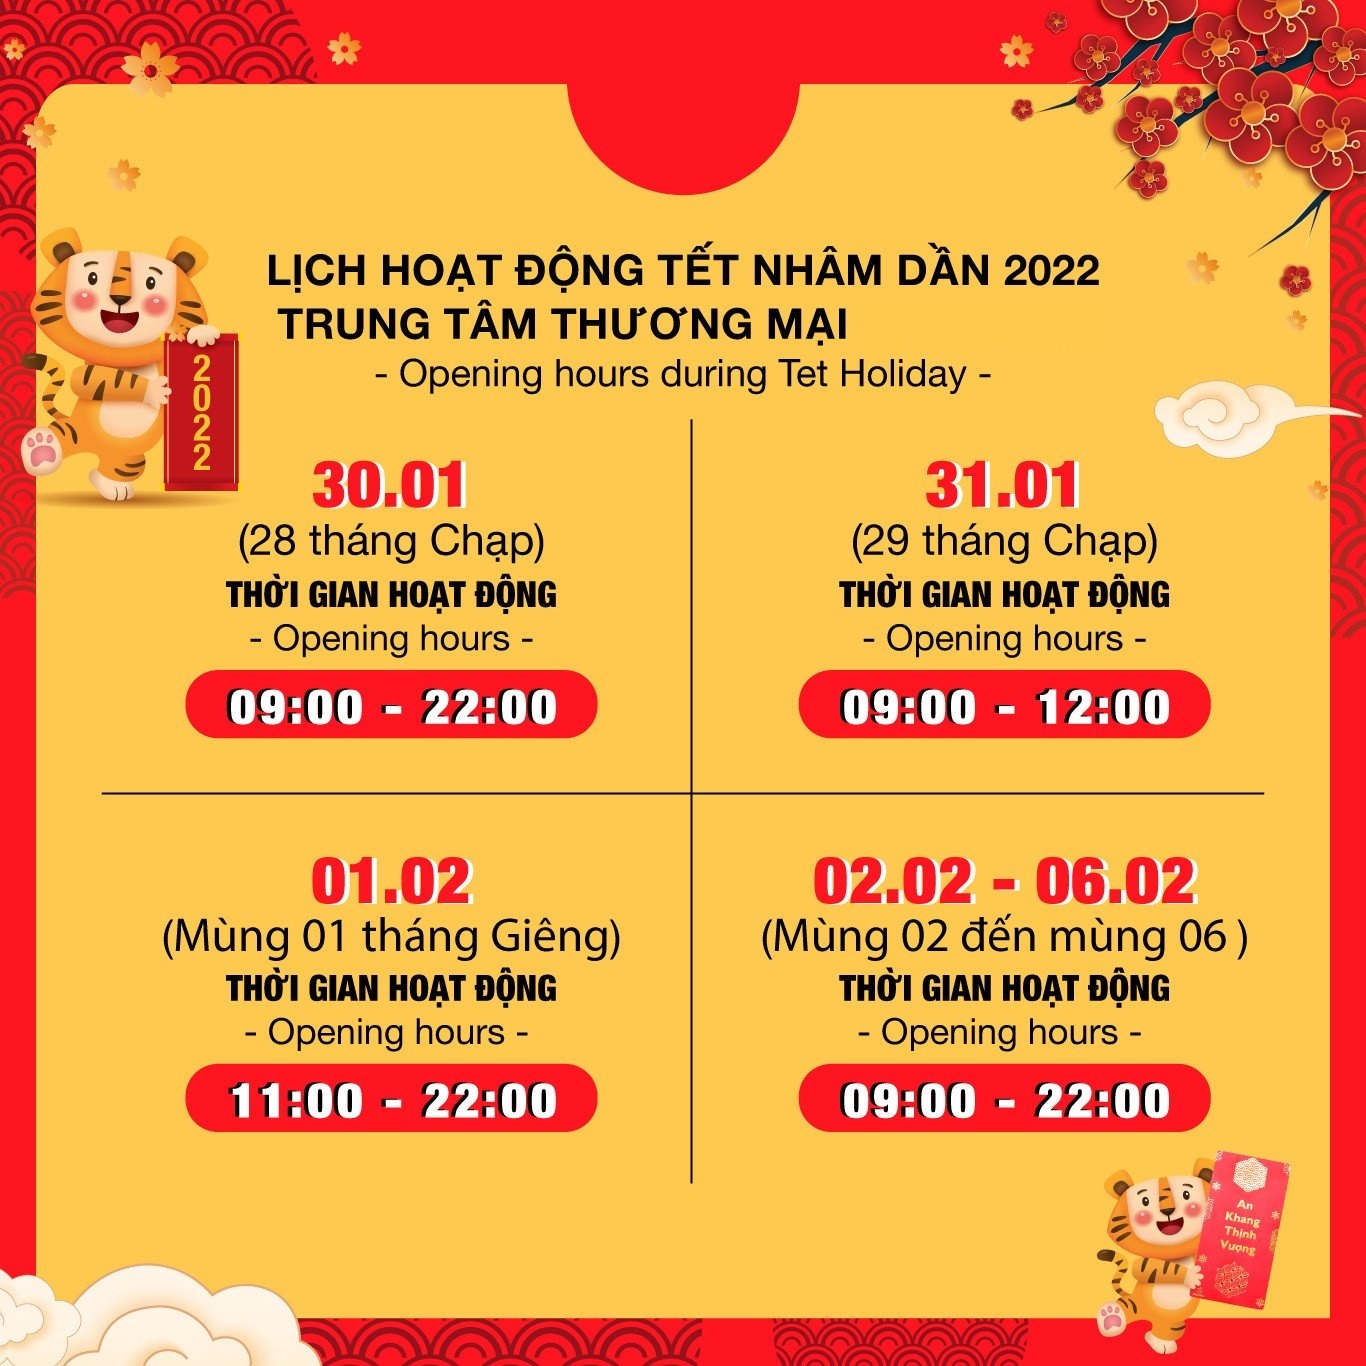 LỊCH HOẠT ĐỘNG TẾT NHÂM DẦN 2022
TRUNG TÂM THƯƠNG MẠI
- Opening hours during Tet Holiday -
2022
30.01
(28 tháng Chạp)
THỜI GIAN HOẠT ĐỘNG
- Opening hours -
09:00 - 22:00
31.01
(29 tháng Chạp)
THỜI GIAN HOẠT ĐỘNG
- Opening hours -
09:00 - 12:00
01.02
(Mùng 01 tháng Giêng)
THỜI GIAN HOẠT ĐỘNG
- Opening hours -
11:00 - 22:00
02.02 - 06.02
(Mùng 02 đến mùng 06 )
THỜI GIAN HOẠT ĐỘNG
- Opening hours -
09:00 - 22:00
An
Khang
Thịnh
Vượng